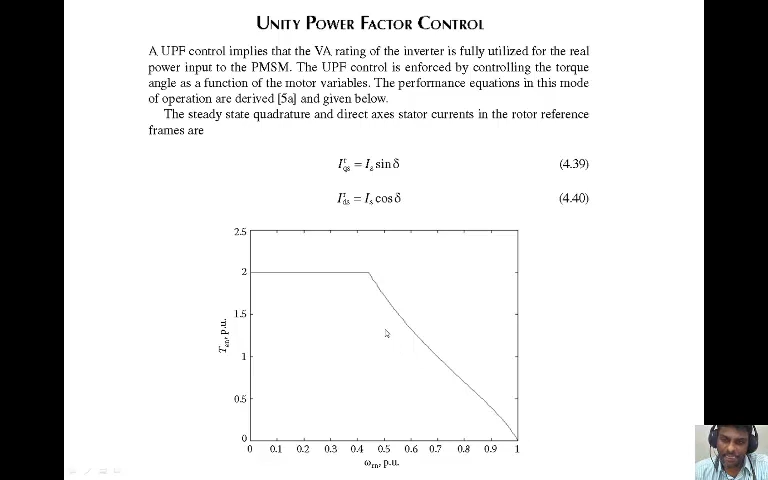 UNITY POWER FACTOR CONTROL
A UPF control implies that the VA rating of the inverter is fully utilized for the real
power input to the PMSM. The UPF control is enforced by controlling the torque
angle as a function of the motor variables. The performance equations in this mode
of operation are derived [5a] and given below.
The steady state quadrature and direct axes stator currents in the rotor reference
frames are
I^r_qs = I_s sin δ (4.39)
I^r_ds = I_s cos δ (4.40)
2.5
2
1.5
1
0.5
0
T_en, p.u.
0 0.1 0.2 0.3 0.4 0.5 0.6 0.7 0.8 0.9 1
ω_rn, p.u.